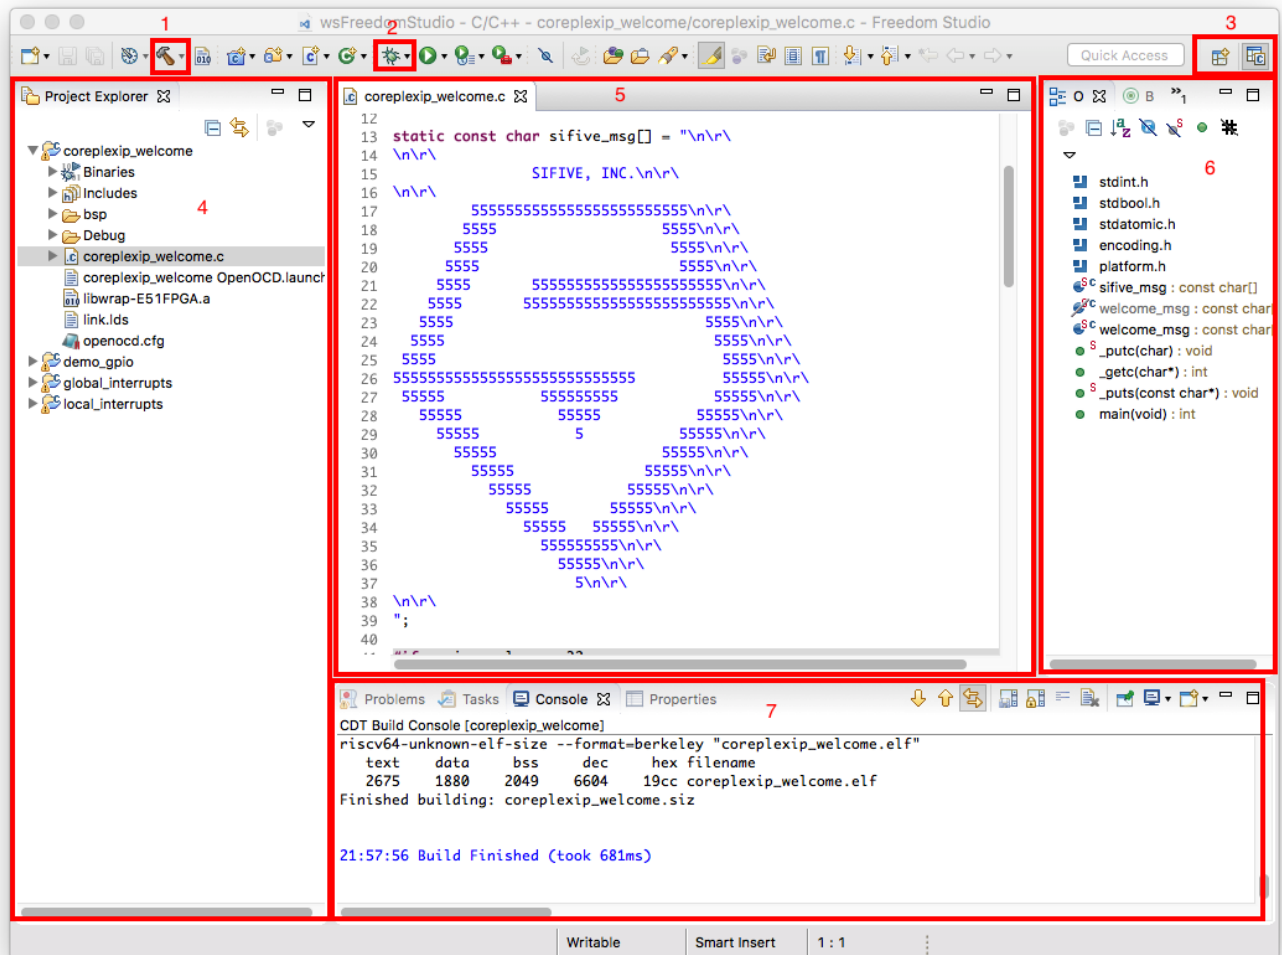 wsFreedomStudio - C/C++ - coreplexip_welcome/coreplexip_welcome.c - Freedom Studio
1
2
3
Quick Access
Project Explorer
4
coreplexip_welcome
Binaries
Includes
bsp
Debug
coreplexip_welcome.c
coreplexip_welcome OpenOCD.launch
libwrap-E51FPGA.a
link.lds
openocd.cfg
demo_gpio
global_interrupts
local_interrupts
coreplexip_welcome.c
5
12
13 static const char sifive_msg[] = "\n\r\
14 \n\r\
15                 SIFIVE, INC.\n\r\
16 \n\r\
17          5555555555555555555555555\n\r\
18         5555                   5555\n\r\
19        5555                     5555\n\r\
20       5555                       5555\n\r\
21      5555       5555555555555555555555\n\r\
22     5555       555555555555555555555555\n\r\
23    5555                             5555\n\r\
24   5555                               5555\n\r\
25  5555                                 5555\n\r\
26 5555555555555555555555555555          55555\n\r\
27  55555           555555555           55555\n\r\
28    55555           55555           55555\n\r\
29      55555           5           55555\n\r\
30        55555                   55555\n\r\
31          55555               55555\n\r\
32            55555           55555\n\r\
33              55555       55555\n\r\
34                55555   55555\n\r\
35                  555555555\n\r\
36                    55555\n\r\
37                      5\n\r\
38 \n\r\
39 ";
40
O
B
»1
6
stdint.h
stdbool.h
stdatomic.h
encoding.h
platform.h
sifive_msg : const char[]
welcome_msg : const char[
welcome_msg : const char[
_putc(char) : void
_getc(char*) : int
_puts(const char*) : void
main(void) : int
Problems
Tasks
Console
Properties
7
CDT Build Console [coreplexip_welcome]
riscv64-unknown-elf-size --format=berkeley "coreplexip_welcome.elf"
   text    data     bss     dec     hex filename
   2675    1880    2049    6604    19cc coreplexip_welcome.elf
Finished building: coreplexip_welcome.siz
21:57:56 Build Finished (took 681ms)
Writable
Smart Insert
1 : 1